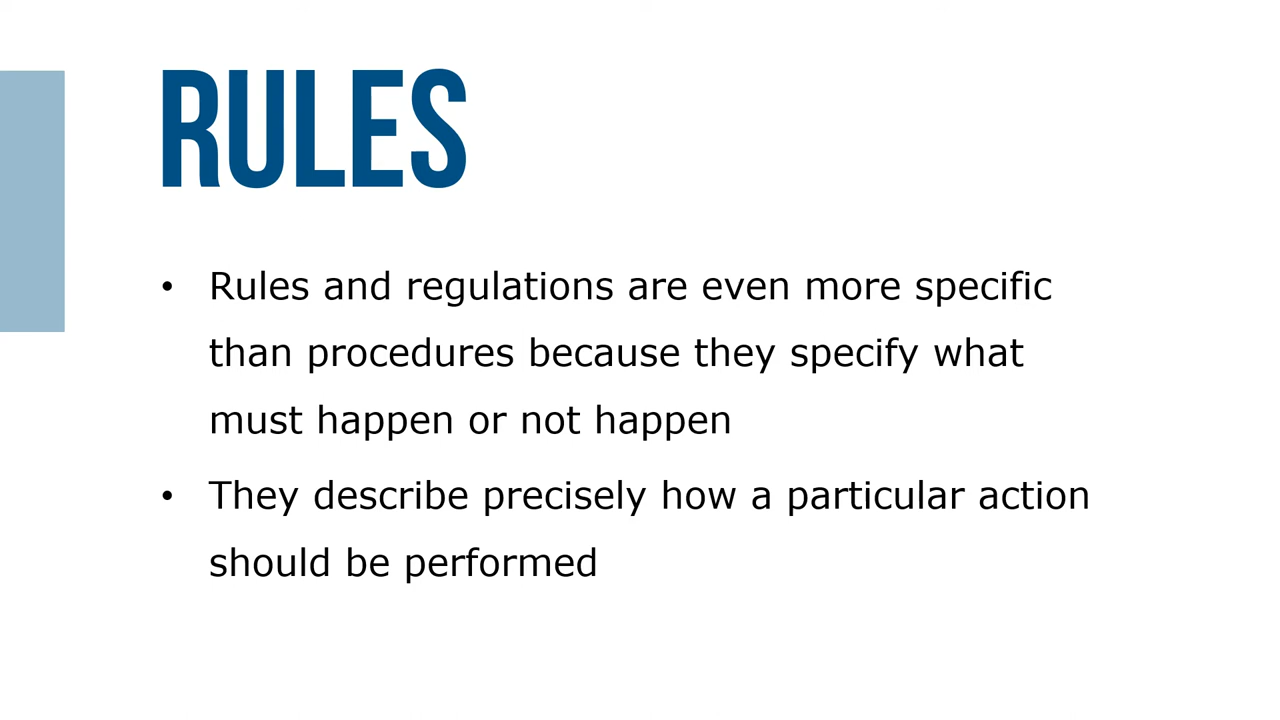 RULES
• Rules and regulations are even more specific
than procedures because they specify what
must happen or not happen
• They describe precisely how a particular action
should be performed